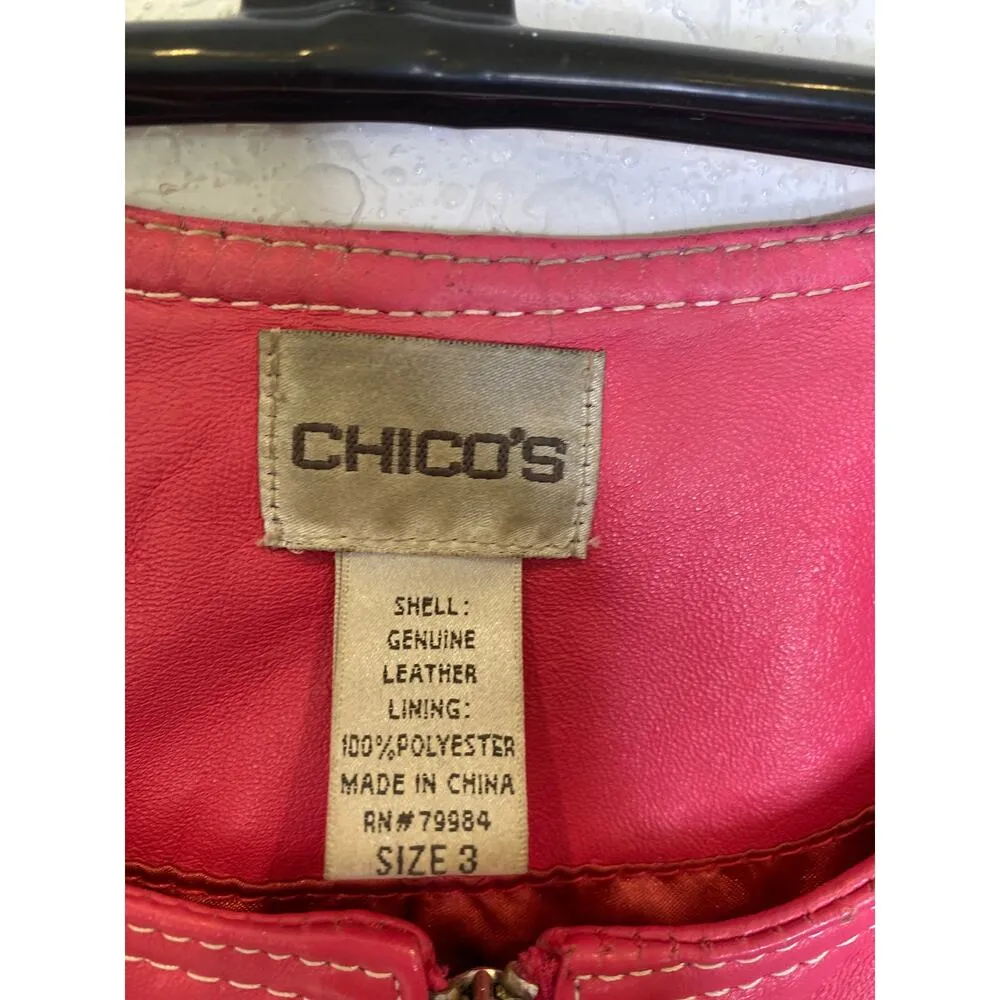 CHICO'S
SHELL:
GENUINE
LEATHER
LINING:
100%POLYESTER
MADE IN CHINA
RN#79984
SIZE 3